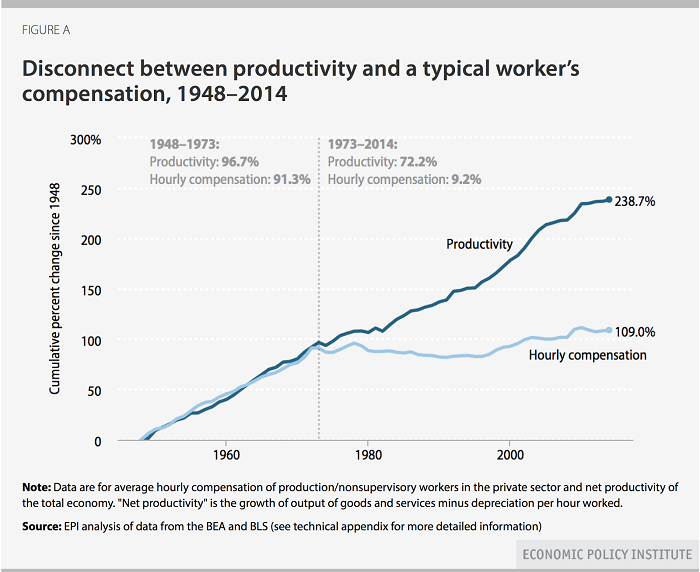 FIGURE A
Disconnect between productivity and a typical worker's
compensation, 1948–2014
300%
250
200
150
100
50
0
Cumulative percent change since 1948
1948–1973:
Productivity: 96.7%
Hourly compensation: 91.3%
1973–2014:
Productivity: 72.2%
Hourly compensation: 9.2%
Productivity
238.7%
109.0%
Hourly compensation
1960
1980
2000
Note: Data are for average hourly compensation of production/nonsupervisory workers in the private sector and net productivity of
the total economy. "Net productivity" is the growth of output of goods and services minus depreciation per hour worked.
Source: EPI analysis of data from the BEA and BLS (see technical appendix for more detailed information)
ECONOMIC POLICY INSTITUTE